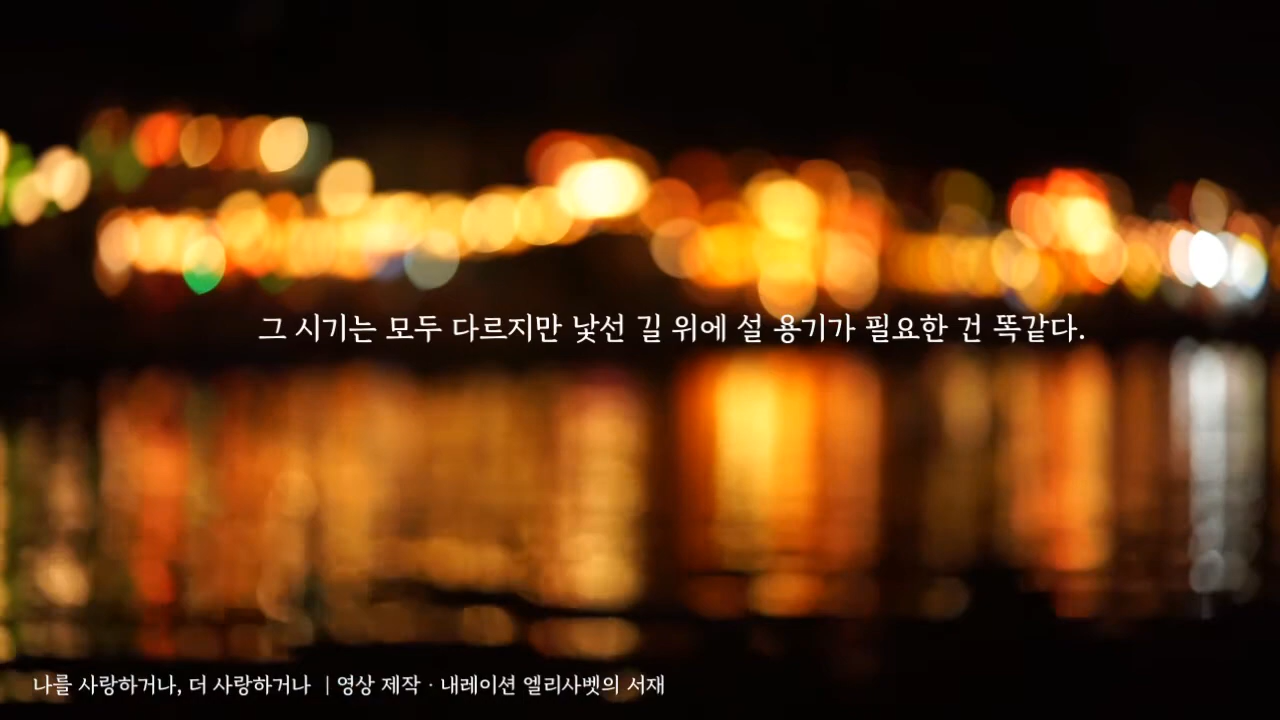 그 시기는 모두 다르지만 낯선 길 위에 설 용기가 필요한 건 똑같다.
나를 사랑하거나, 더 사랑하거나 | 영상 제작 · 내레이션 엘리사벳의 서재